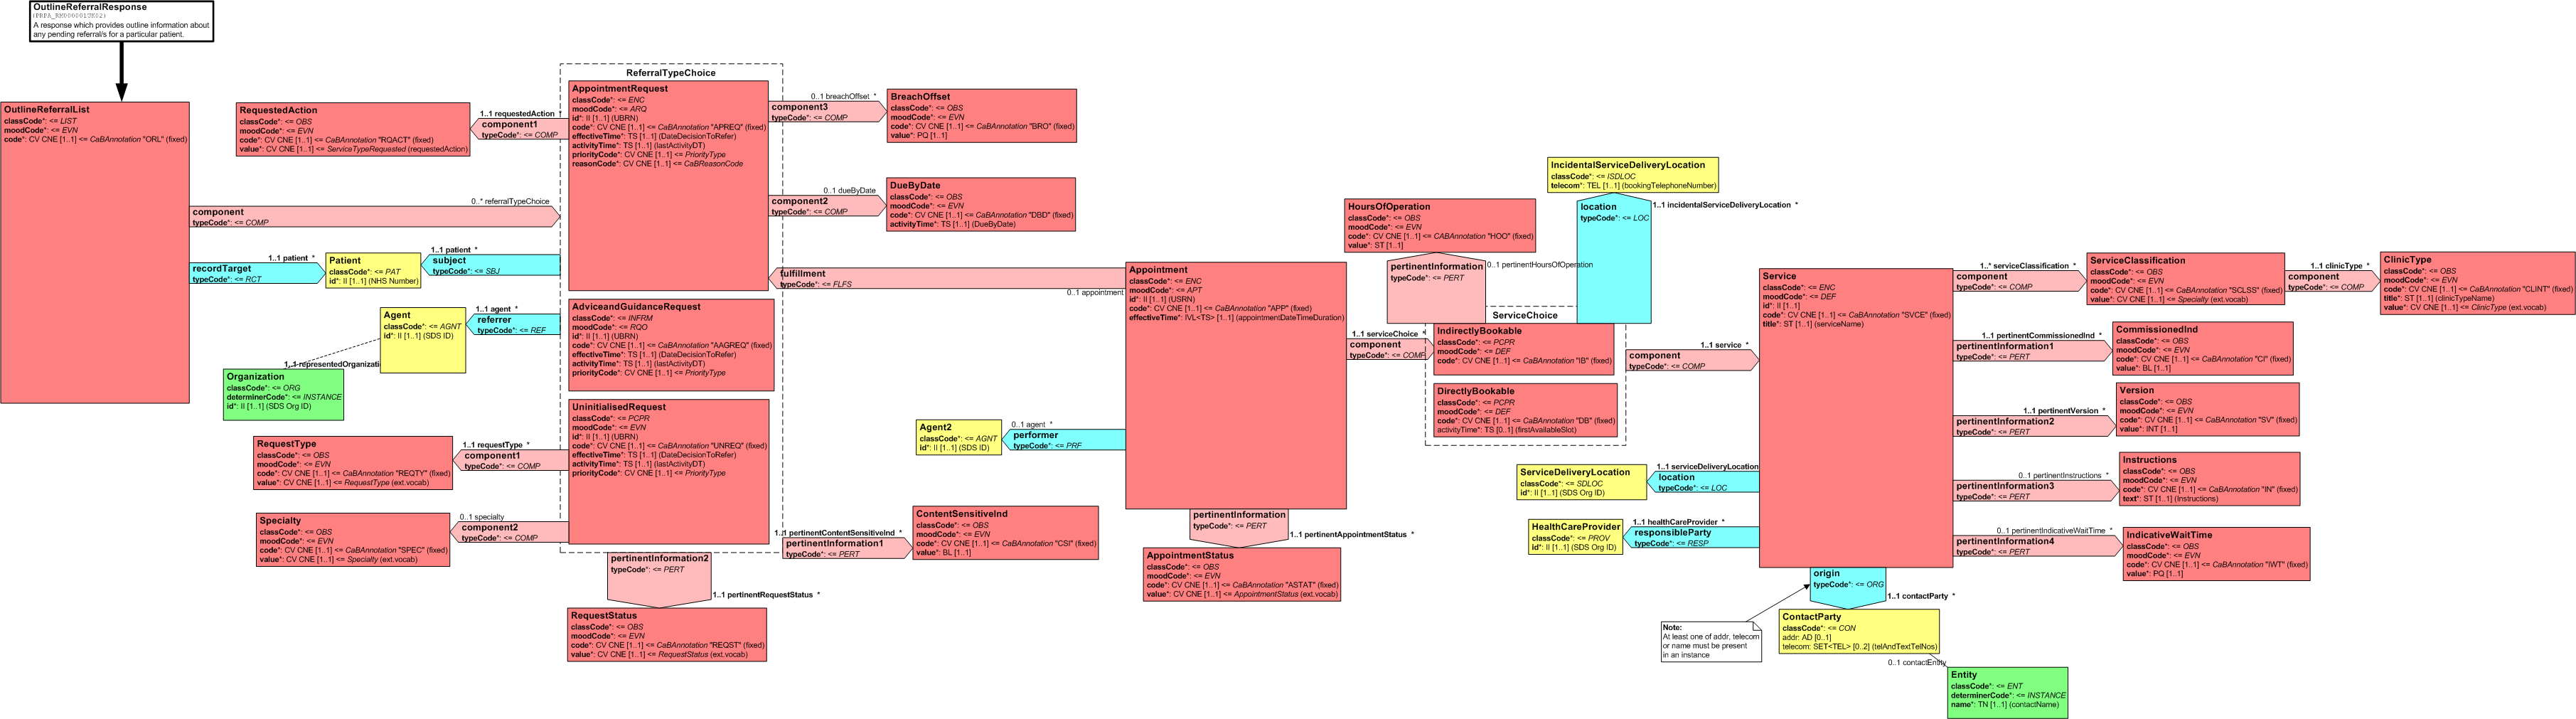 OutlineReferralResponse
(PRPA_RM000001UK02)
A response which provides outline information about
any pending referral/s for a particular patient.
OutlineReferralList
classCode*: <= LIST
moodCode*: <= EVN
code*: CV CNE [1..1] <= CaBAnnotation "ORL" (fixed)
component
typeCode*: <= COMP
0..* referralTypeChoice
recordTarget
typeCode*: <= RCT
1..1 patient *
Patient
classCode*: <= PAT
id*: II [1..1] (NHS Number)
1..1 patient *
subject
typeCode*: <= SBJ
Agent
classCode*: <= AGNT
id*: II [1..1] (SDS ID)
1..1 agent *
referrer
typeCode*: <= REF
1..1 representedOrganizati
Organization
classCode*: <= ORG
determinerCode*: <= INSTANCE
id*: II [1..1] (SDS Org ID)
RequestedAction
classCode*: <= OBS
moodCode*: <= EVN
code*: CV CNE [1..1] <= CaBAnnotation "RQACT" (fixed)
value*: CV CNE [1..1] <= ServiceTypeRequested (requestedAction)
1..1 requestedAction *
component1
typeCode*: <= COMP
RequestType
classCode*: <= OBS
moodCode*: <= EVN
code*: CV CNE [1..1] <= CaBAnnotation "REQTY" (fixed)
value*: CV CNE [1..1] <= RequestType (ext.vocab)
1..1 requestType *
component1
typeCode*: <= COMP
Specialty
classCode*: <= OBS
moodCode*: <= EVN
code*: CV CNE [1..1] <= CaBAnnotation "SPEC" (fixed)
value*: CV CNE [1..1] <= Specialty (ext.vocab)
0..1 specialty
component2
typeCode*: <= COMP
ReferralTypeChoice
AppointmentRequest
classCode*: <= ENC
moodCode*: <= ARQ
id*: II [1..1] (UBRN)
code*: CV CNE [1..1] <= CaBAnnotation "APREQ" (fixed)
effectiveTime*: TS [1..1] (DateDecisionToRefer)
activityTime*: TS [1..1] (lastActivityDT)
priorityCode*: CV CNE [1..1] <= PriorityType
reasonCode*: CV CNE [1..1] <= CaBReasonCode
AdviceandGuidanceRequest
classCode*: <= INFRM
moodCode*: <= RQO
id*: II [1..1] (UBRN)
code*: CV CNE [1..1] <= CaBAnnotation "AAGREQ" (fixed)
effectiveTime*: TS [1..1] (DateDecisionToRefer)
activityTime*: TS [1..1] (lastActivityDT)
priorityCode*: CV CNE [1..1] <= PriorityType
UninitialisedRequest
classCode*: <= PCPR
moodCode*: <= EVN
id*: II [1..1] (UBRN)
code*: CV CNE [1..1] <= CaBAnnotation "UNREQ" (fixed)
effectiveTime*: TS [1..1] (DateDecisionToRefer)
activityTime*: TS [1..1] (lastActivityDT)
priorityCode*: CV CNE [1..1] <= PriorityType
pertinentInformation2
typeCode*: <= PERT
1..1 pertinentRequestStatus *
RequestStatus
classCode*: <= OBS
moodCode*: <= EVN
code*: CV CNE [1..1] <= CaBAnnotation "REQST" (fixed)
value*: CV CNE [1..1] <= RequestStatus (ext.vocab)
0..1 breachOffset *
component3
typeCode*: <= COMP
BreachOffset
classCode*: <= OBS
moodCode*: <= EVN
code*: CV CNE [1..1] <= CaBAnnotation "BRO" (fixed)
value*: PQ [1..1]
0..1 dueByDate
component2
typeCode*: <= COMP
DueByDate
classCode*: <= OBS
moodCode*: <= EVN
code*: CV CNE [1..1] <= CaBAnnotation "DBD" (fixed)
activityTime*: TS [1..1] (DueByDate)
fulfillment
typeCode*: <= FLFS
0..1 appointment
1..1 pertinentContentSensitiveInd *
pertinentInformation1
typeCode*: <= PERT
ContentSensitiveInd
classCode*: <= OBS
moodCode*: <= EVN
code*: CV CNE [1..1] <= CaBAnnotation "CSI" (fixed)
value*: BL [1..1]
Agent2
classCode*: <= AGNT
id*: II [1..1] (SDS ID)
0..1 agent *
performer
typeCode*: <= PRF
Appointment
classCode*: <= ENC
moodCode*: <= APT
id*: II [1..1] (USRN)
code*: CV CNE [1..1] <= CaBAnnotation "APP" (fixed)
effectiveTime*: IVL<TS> [1..1] (appointmentDateTimeDuration)
pertinentInformation
typeCode*: <= PERT
1..1 pertinentAppointmentStatus *
AppointmentStatus
classCode*: <= OBS
moodCode*: <= EVN
code*: CV CNE [1..1] <= CaBAnnotation "ASTAT" (fixed)
value*: CV CNE [1..1] <= AppointmentStatus (ext.vocab)
1..1 serviceChoice *
component
typeCode*: <= COMP
HoursOfOperation
classCode*: <= OBS
moodCode*: <= EVN
code*: CV CNE [1..1] <= CABAnnotation "HOO" (fixed)
value*: ST [1..1]
pertinentInformation
typeCode*: <= PERT
0..1 pertinentHoursOfOperation
IncidentalServiceDeliveryLocation
classCode*: <= ISDLOC
telecom*: TEL [1..1] (bookingTelephoneNumber)
location
typeCode*: <= LOC
1..1 incidentalServiceDeliveryLocation *
ServiceChoice
IndirectlyBookable
classCode*: <= PCPR
moodCode*: <= DEF
code*: CV CNE [1..1] <= CaBAnnotation "IB" (fixed)
DirectlyBookable
classCode*: <= PCPR
moodCode*: <= DEF
code*: CV CNE [1..1] <= CaBAnnotation "DB" (fixed)
activityTime*: TS [0..1] (firstAvailableSlot)
1..1 service *
component
typeCode*: <= COMP
ServiceDeliveryLocation
classCode*: <= SDLOC
id*: II [1..1] (SDS Org ID)
1..1 serviceDeliveryLocation
location
typeCode*: <= LOC
HealthCareProvider
classCode*: <= PROV
id*: II [1..1] (SDS Org ID)
1..1 healthCareProvider *
responsibleParty
typeCode*: <= RESP
Service
classCode*: <= ENC
moodCode*: <= DEF
id*: II [1..1]
code*: CV CNE [1..1] <= CaBAnnotation "SVCE" (fixed)
title*: ST [1..1] (serviceName)
origin
typeCode*: <= ORG
1..1 contactParty *
Note:
At least one of addr, telecom
or name must be present
in an instance
ContactParty
classCode*: <= CON
addr: AD [0..1]
telecom: SET<TEL> [0..2] (telAndTextTelNos)
0..1 contactEntity
Entity
classCode*: <= ENT
determinerCode*: <= INSTANCE
name*: TN [1..1] (contactName)
1..* serviceClassification *
component
typeCode*: <= COMP
ServiceClassification
classCode*: <= OBS
moodCode*: <= EVN
code*: CV CNE [1..1] <= CaBAnnotation "SCLSS" (fixed)
value*: CV CNE [1..1] <= Specialty (ext.vocab)
1..1 clinicType *
component
typeCode*: <= COMP
ClinicType
classCode*: <= OBS
moodCode*: <= EVN
code*: CV CNE [1..1] <= CaBAnnotation "CLINT" (fixed)
title*: ST [1..1] (clinicTypeName)
value*: CV CNE [1..1] <= ClinicType (ext.vocab)
1..1 pertinentCommissionedInd *
pertinentInformation1
typeCode*: <= PERT
CommissionedInd
classCode*: <= OBS
moodCode*: <= EVN
code*: CV CNE [1..1] <= CaBAnnotation "CI" (fixed)
value*: BL [1..1]
1..1 pertinentVersion *
pertinentInformation2
typeCode*: <= PERT
Version
classCode*: <= OBS
moodCode*: <= EVN
code*: CV CNE [1..1] <= CaBAnnotation "SV" (fixed)
value*: INT [1..1]
0..1 pertinentInstructions *
pertinentInformation3
typeCode*: <= PERT
Instructions
classCode*: <= OBS
moodCode*: <= EVN
code*: CV CNE [1..1] <= CaBAnnotation "IN" (fixed)
text*: ST [1..1] (Instructions)
0..1 pertinentIndicativeWaitTime *
pertinentInformation4
typeCode*: <= PERT
IndicativeWaitTime
classCode*: <= OBS
moodCode*: <= EVN
code*: CV CNE [1..1] <= CaBAnnotation "IWT" (fixed)
value*: PQ [1..1]